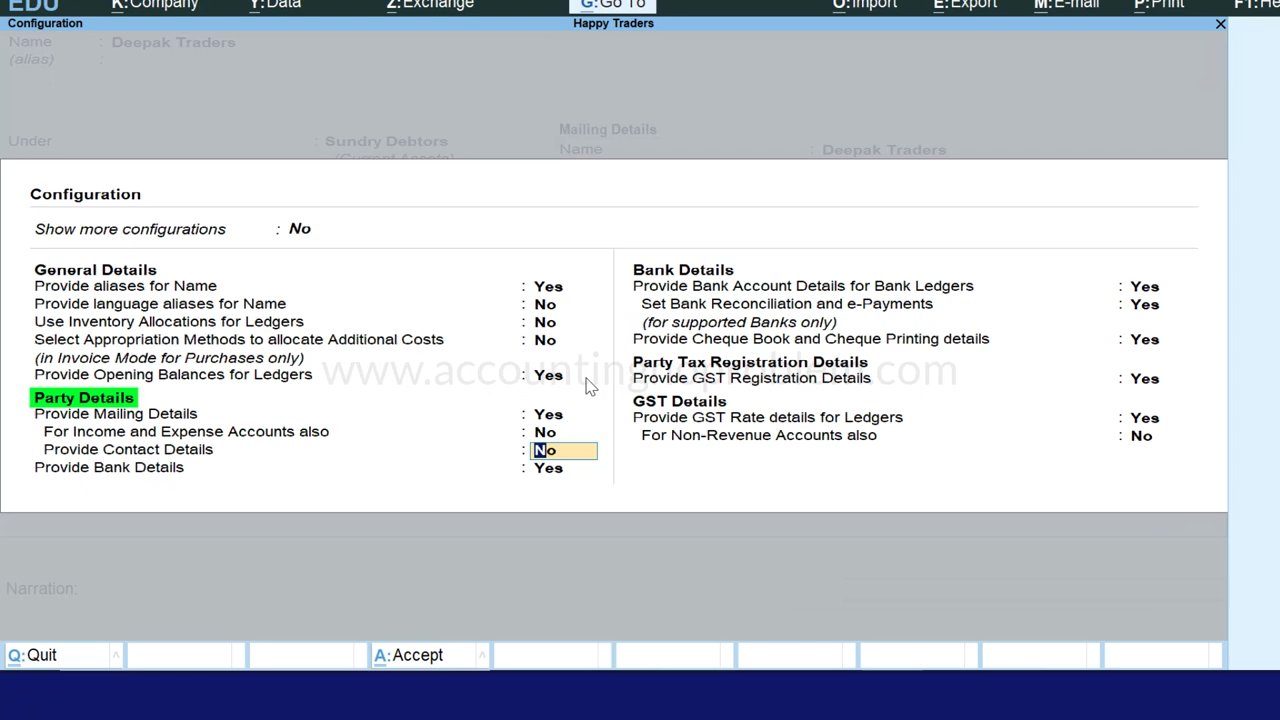 EDU K:Company Y:Data Z:Exchange G:Go To O:Import E:Export M:E-mail P:Print
Configuration Happy Traders
Name : Deepak Traders
(alias) :
Mailing Details
Under : Sundry Debtors
(Current Assets)
Name : Deepak Traders
Configuration
Show more configurations : No
General Details
Provide aliases for Name : Yes
Provide language aliases for Name : No
Use Inventory Allocations for Ledgers : No
Select Appropriation Methods to allocate Additional Costs : No
(in Invoice Mode for Purchases only)
Provide Opening Balances for Ledgers : Yes
Party Details
Provide Mailing Details : Yes
For Income and Expense Accounts also : No
Provide Contact Details : No
Provide Bank Details : Yes
Bank Details
Provide Bank Account Details for Bank Ledgers : Yes
Set Bank Reconciliation and e-Payments : Yes
(for supported Banks only)
Provide Cheque Book and Cheque Printing details : Yes
Party Tax Registration Details
Provide GST Registration Details : Yes
GST Details
Provide GST Rate details for Ledgers : Yes
For Non-Revenue Accounts also : No
Narration:
Q:Quit A:Accept